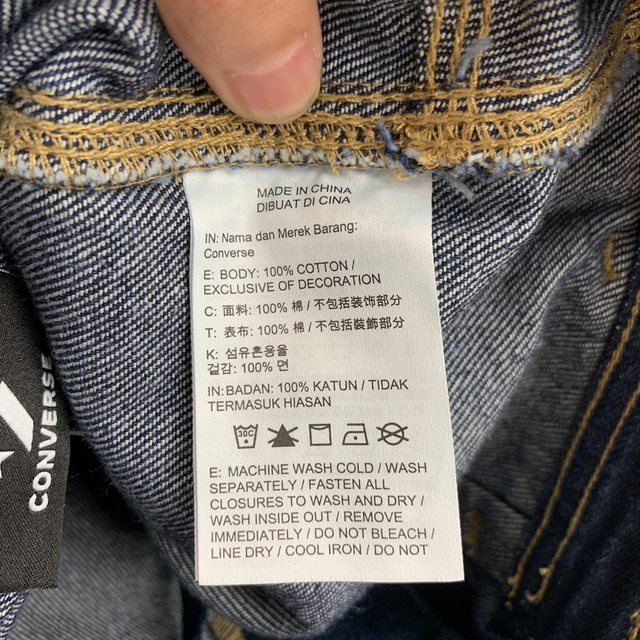 MADE IN CHINA
DIBUAT DI CINA
IN: Nama dan Merek Barang:
Converse
E: BODY: 100% COTTON /
EXCLUSIVE OF DECORATION
C: 面料: 100% 棉 / 不包括装饰部分
T: 表布: 100% 棉 / 不包括裝飾部分
K: 섬유혼용율
겉감: 100% 면
IN: BADAN: 100% KATUN / TIDAK
TERMASUK HIASAN
30C
E: MACHINE WASH COLD / WASH
SEPARATELY / FASTEN ALL
CLOSURES TO WASH AND DRY /
WASH INSIDE OUT / REMOVE
IMMEDIATELY / DO NOT BLEACH /
LINE DRY / COOL IRON / DO NOT
CONVERSE